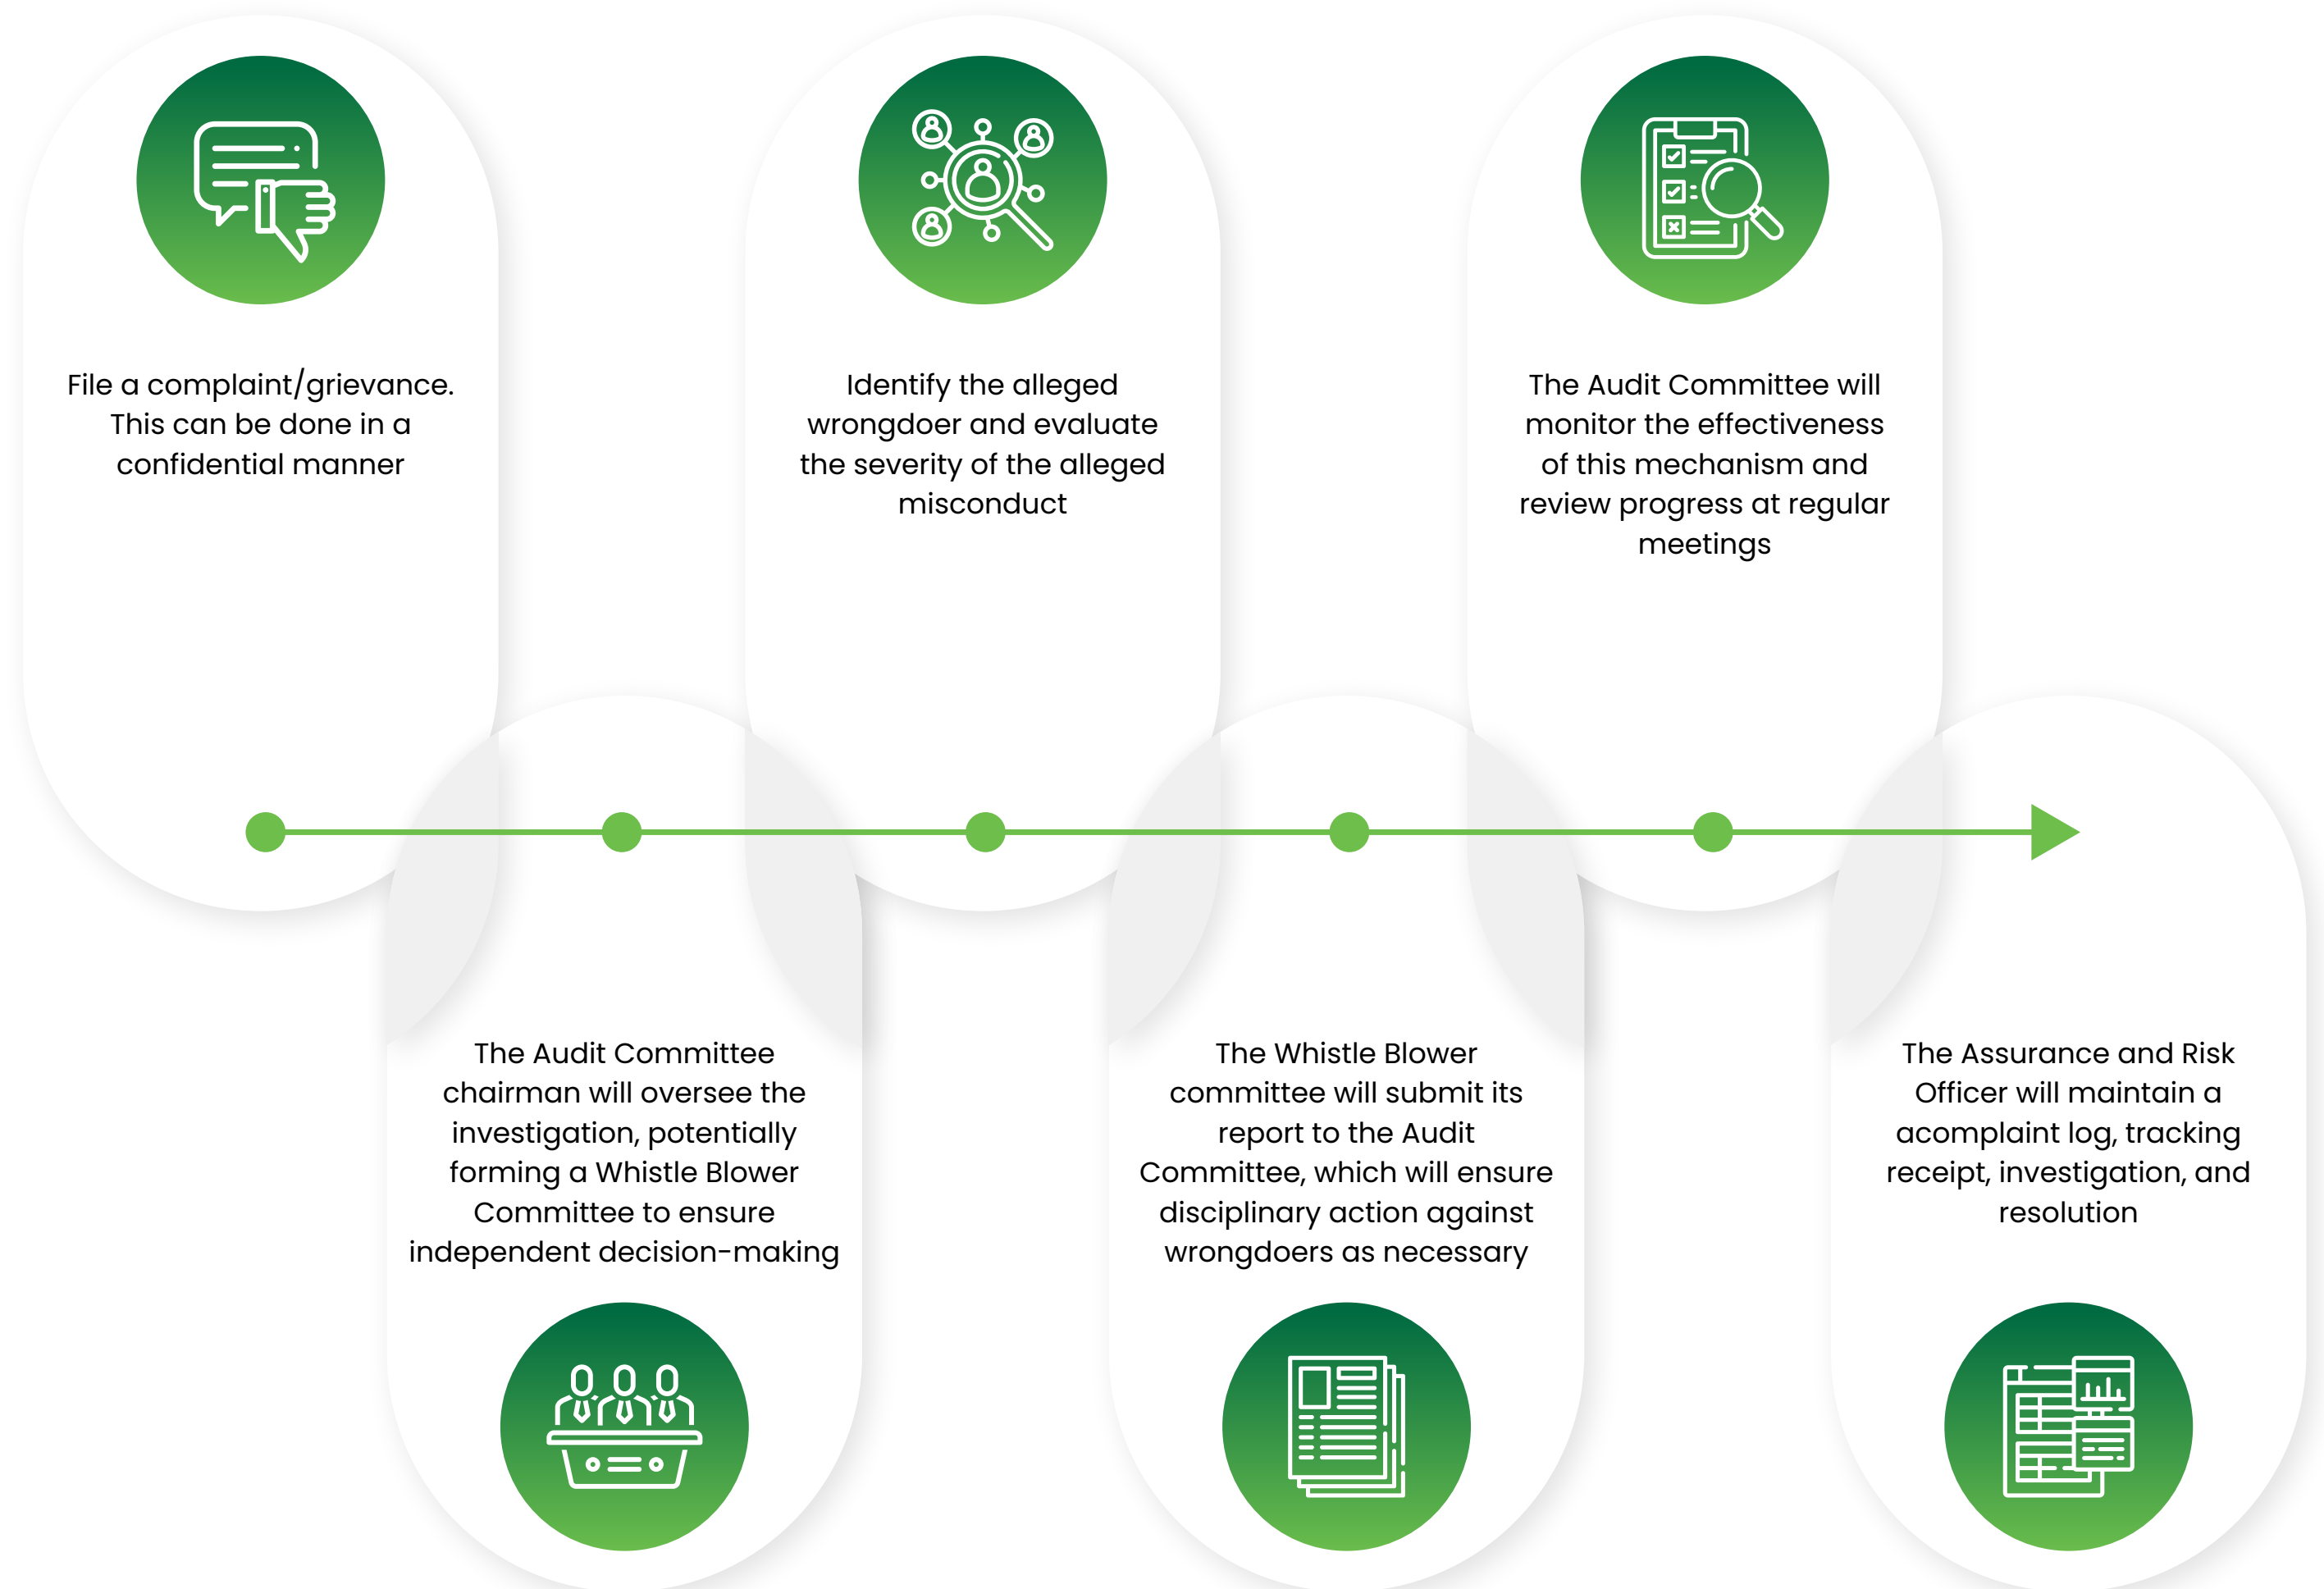 File a complaint/grievance.
This can be done in a
confidential manner
The Audit Committee
chairman will oversee the
investigation, potentially
forming a Whistle Blower
Committee to ensure
independent decision-making
Identify the alleged
wrongdoer and evaluate
the severity of the alleged
misconduct
The Whistle Blower
committee will submit its
report to the Audit
Committee, which will ensure
disciplinary action against
wrongdoers as necessary
The Audit Committee will
monitor the effectiveness
of this mechanism and
review progress at regular
meetings
The Assurance and Risk
Officer will maintain a
acomplaint log, tracking
receipt, investigation, and
resolution